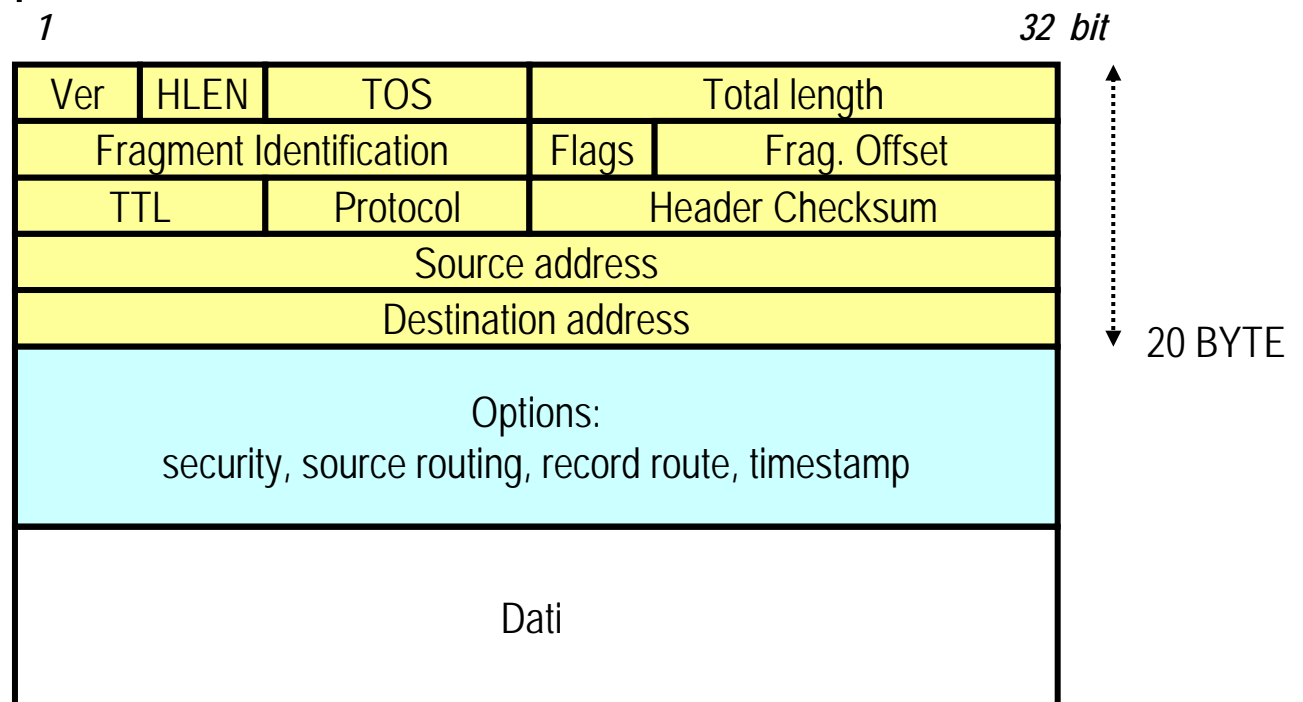 1 32 bit
Ver HLEN TOS Total length
Fragment Identification Flags Frag. Offset
TTL Protocol Header Checksum
Source address
Destination address
20 BYTE
Options:
security, source routing, record route, timestamp
Dati